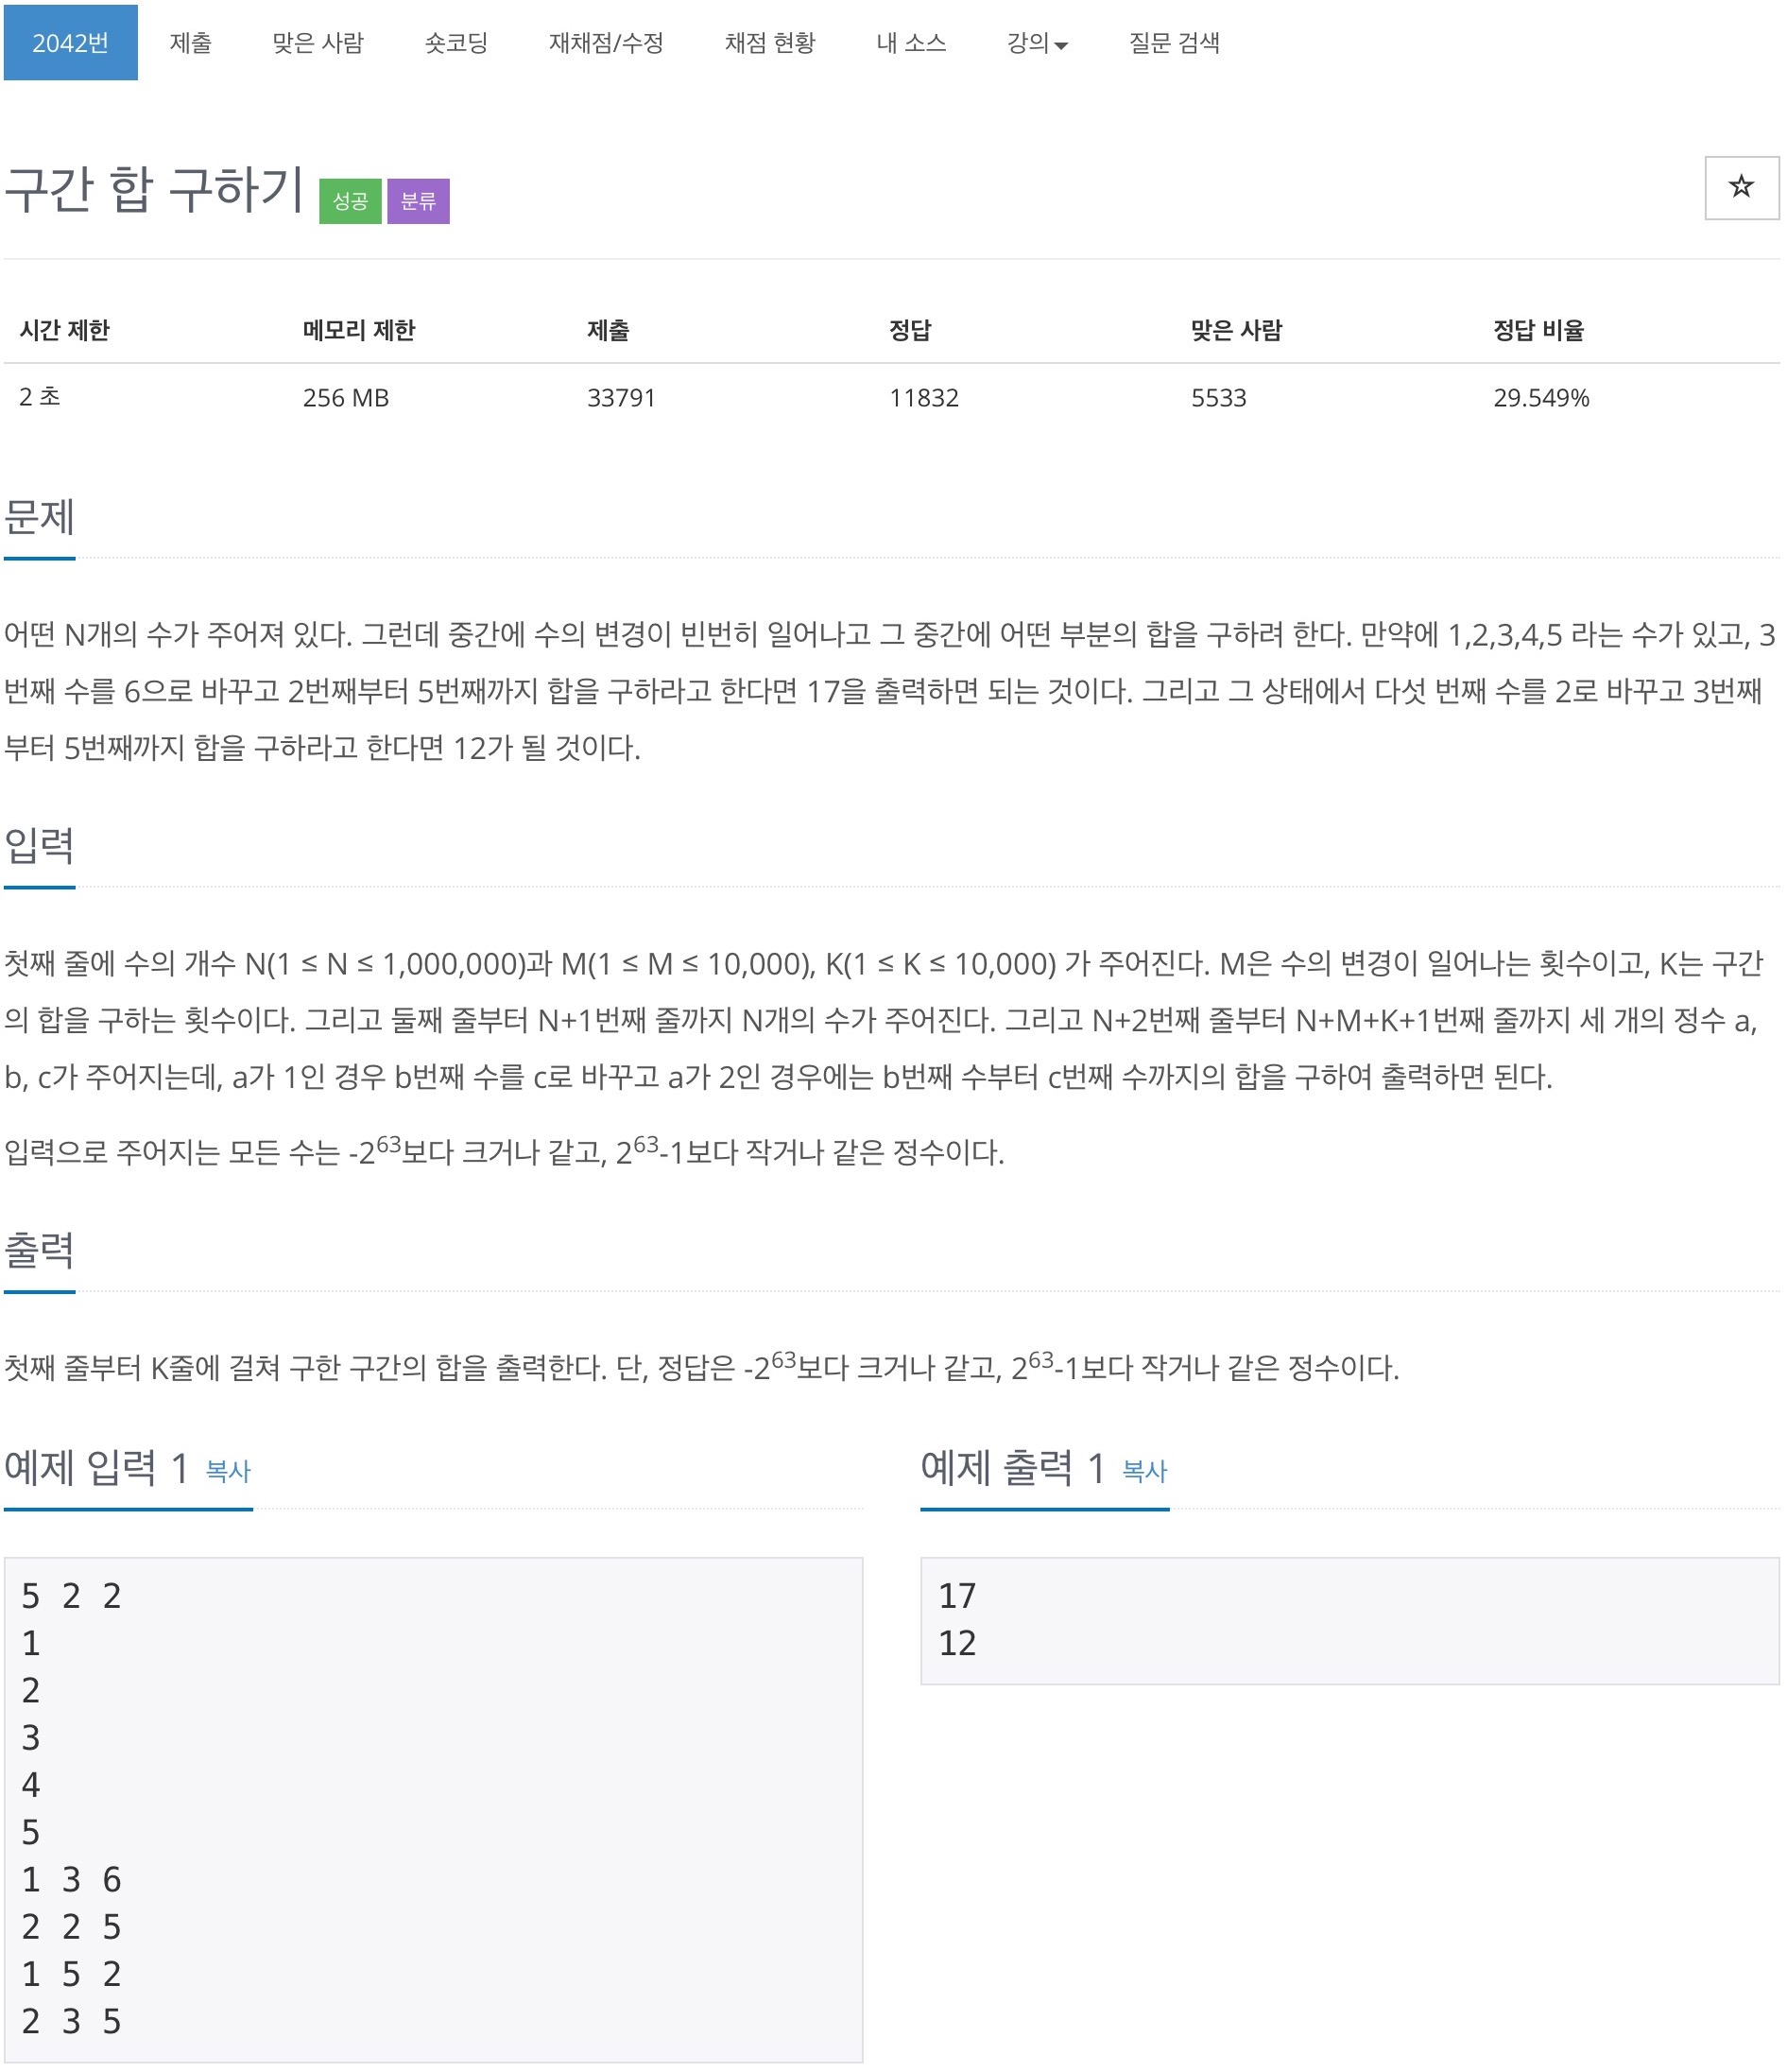 2042번 제출 맞은 사람 숏코딩 재채점/수정 채점 현황 내 소스 강의 질문 검색
구간 합 구하기 성공 분류
시간 제한 메모리 제한 제출 정답 맞은 사람 정답 비율
2 초 256 MB 33791 11832 5533 29.549%
문제
어떤 N개의 수가 주어져 있다. 그런데 중간에 수의 변경이 빈번히 일어나고 그 중간에 어떤 부분의 합을 구하려 한다. 만약에 1,2,3,4,5 라는 수가 있고, 3
번째 수를 6으로 바꾸고 2번째부터 5번째까지 합을 구하라고 한다면 17을 출력하면 되는 것이다. 그리고 그 상태에서 다섯 번째 수를 2로 바꾸고 3번째
부터 5번째까지 합을 구하라고 한다면 12가 될 것이다.
입력
첫째 줄에 수의 개수 N(1 ≤ N ≤ 1,000,000)과 M(1 ≤ M ≤ 10,000), K(1 ≤ K ≤ 10,000) 가 주어진다. M은 수의 변경이 일어나는 횟수이고, K는 구간
의 합을 구하는 횟수이다. 그리고 둘째 줄부터 N+1번째 줄까지 N개의 수가 주어진다. 그리고 N+2번째 줄부터 N+M+K+1번째 줄까지 세 개의 정수 a,
b, c가 주어지는데, a가 1인 경우 b번째 수를 c로 바꾸고 a가 2인 경우에는 b번째 수부터 c번째 수까지의 합을 구하여 출력하면 된다.
입력으로 주어지는 모든 수는 -2⁶³보다 크거나 같고, 2⁶³-1보다 작거나 같은 정수이다.
출력
첫째 줄부터 K줄에 걸쳐 구한 구간의 합을 출력한다. 단, 정답은 -2⁶³보다 크거나 같고, 2⁶³-1보다 작거나 같은 정수이다.
예제 입력 1 복사
5 2 2
1
2
3
4
5
1 3 6
2 2 5
1 5 2
2 3 5
예제 출력 1 복사
17
12